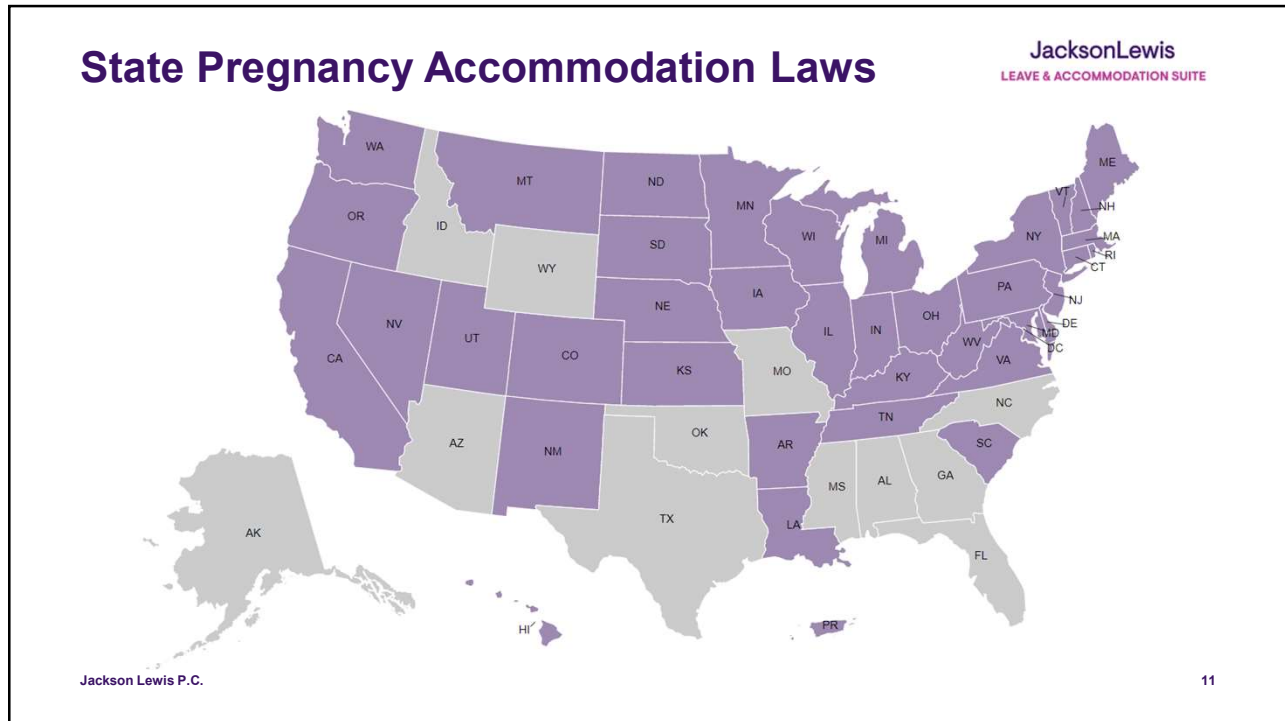 State Pregnancy Accommodation Laws
JacksonLewis
LEAVE & ACCOMMODATION SUITE
WA
MT
ND
MN
ME
VT
NH
OR
ID
SD
WI
MI
NY
MA
RI
CT
WY
IA
PA
NJ
NE
NV
UT
IL
IN
OH
DE
MD
DC
CA
CO
KS
MO
WV
VA
KY
NC
TN
AZ
NM
OK
AR
SC
MS
AL
GA
TX
LA
AK
FL
HI
PR
Jackson Lewis P.C.
11